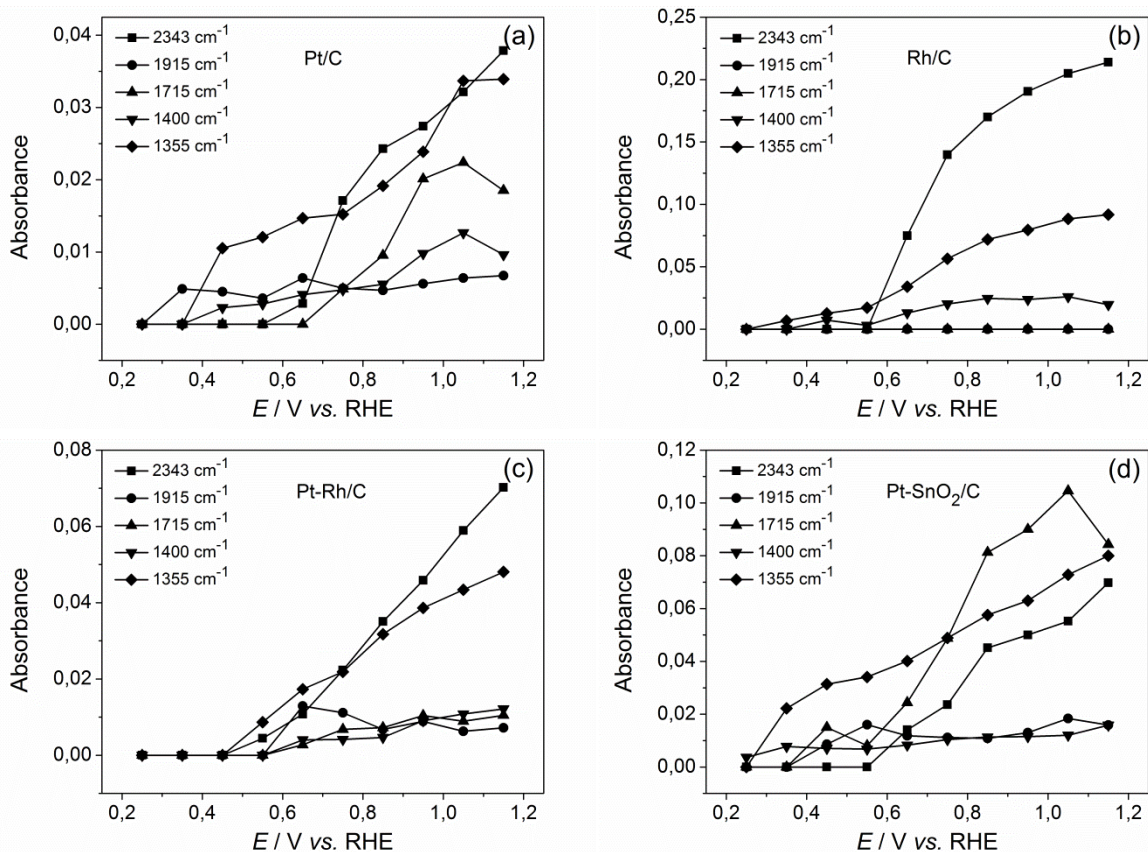 (a)
Pt/C
2343 cm⁻¹
1915 cm⁻¹
1715 cm⁻¹
1400 cm⁻¹
1355 cm⁻¹
0,04
0,03
0,02
0,01
0,00
Absorbance
0,2 0,4 0,6 0,8 1,0 1,2
E / V vs. RHE
(b)
Rh/C
2343 cm⁻¹
1915 cm⁻¹
1715 cm⁻¹
1400 cm⁻¹
1355 cm⁻¹
0,25
0,20
0,15
0,10
0,05
0,00
Absorbance
0,2 0,4 0,6 0,8 1,0 1,2
E / V vs. RHE
(c)
Pt-Rh/C
2343 cm⁻¹
1915 cm⁻¹
1715 cm⁻¹
1400 cm⁻¹
1355 cm⁻¹
0,08
0,06
0,04
0,02
0,00
Absorbance
0,2 0,4 0,6 0,8 1,0 1,2
E / V vs. RHE
(d)
Pt-SnO₂/C
2343 cm⁻¹
1915 cm⁻¹
1715 cm⁻¹
1400 cm⁻¹
1355 cm⁻¹
0,12
0,10
0,08
0,06
0,04
0,02
0,00
Absorbance
0,2 0,4 0,6 0,8 1,0 1,2
E / V vs. RHE